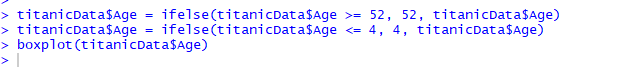 >
> titanicData$Age = ifelse(titanicData$Age >= 52, 52, titanicData$Age)
> titanicData$Age = ifelse(titanicData$Age <= 4, 4, titanicData$Age)
> boxplot(titanicData$Age)
>